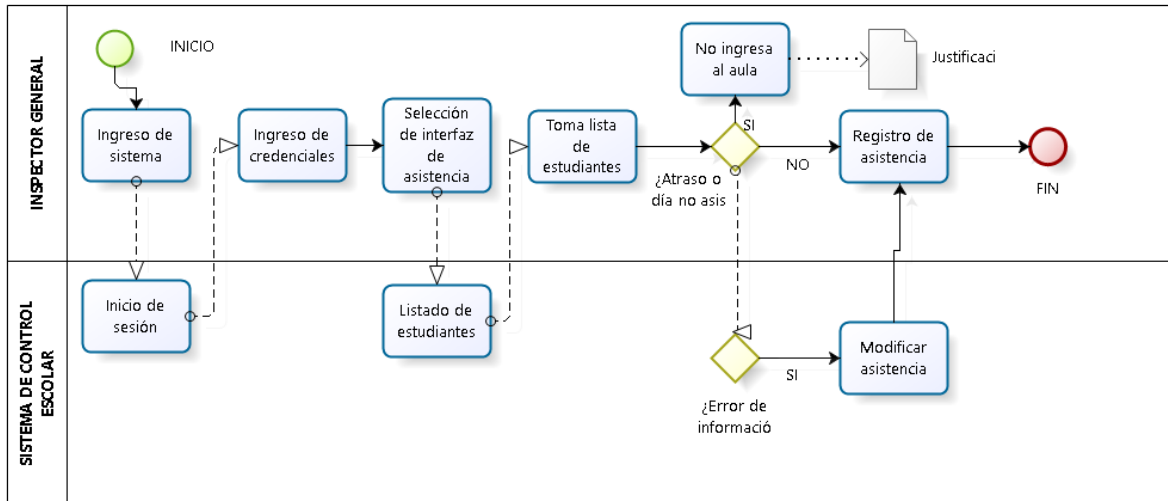 INSPECTOR GENERAL
INICIO
Ingreso de
sistema
Ingreso de
credenciales
Selección
de interfaz
de
asistencia
Toma lista
de
estudiantes
No ingresa
al aula
Justificaci
SI
NO
¿Atraso o
día no asis
Registro de
asistencia
FIN
SISTEMA DE CONTROL
ESCOLAR
Inicio de
sesión
Listado de
estudiantes
SI
¿Error de
informació
Modificar
asistencia